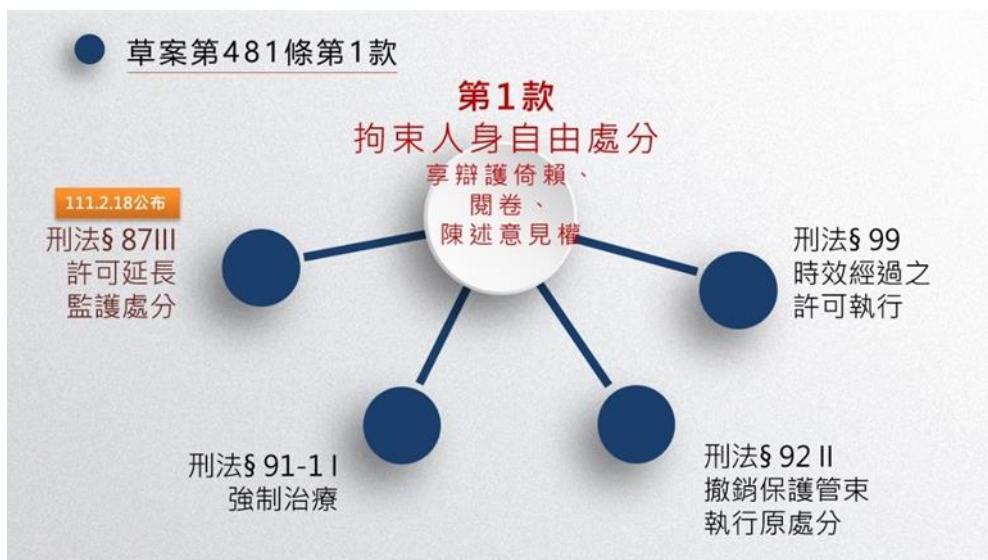 草案第481條第1款
第1款
拘束人身自由處分
享辯護倚賴、
閱卷、
陳述意見權
111.2.18公布
刑法§87III
許可延長
監護處分
刑法§99
時效經過之
許可執行
刑法§91-1 I
強制治療
刑法§92 II
撤銷保護管束
執行原處分